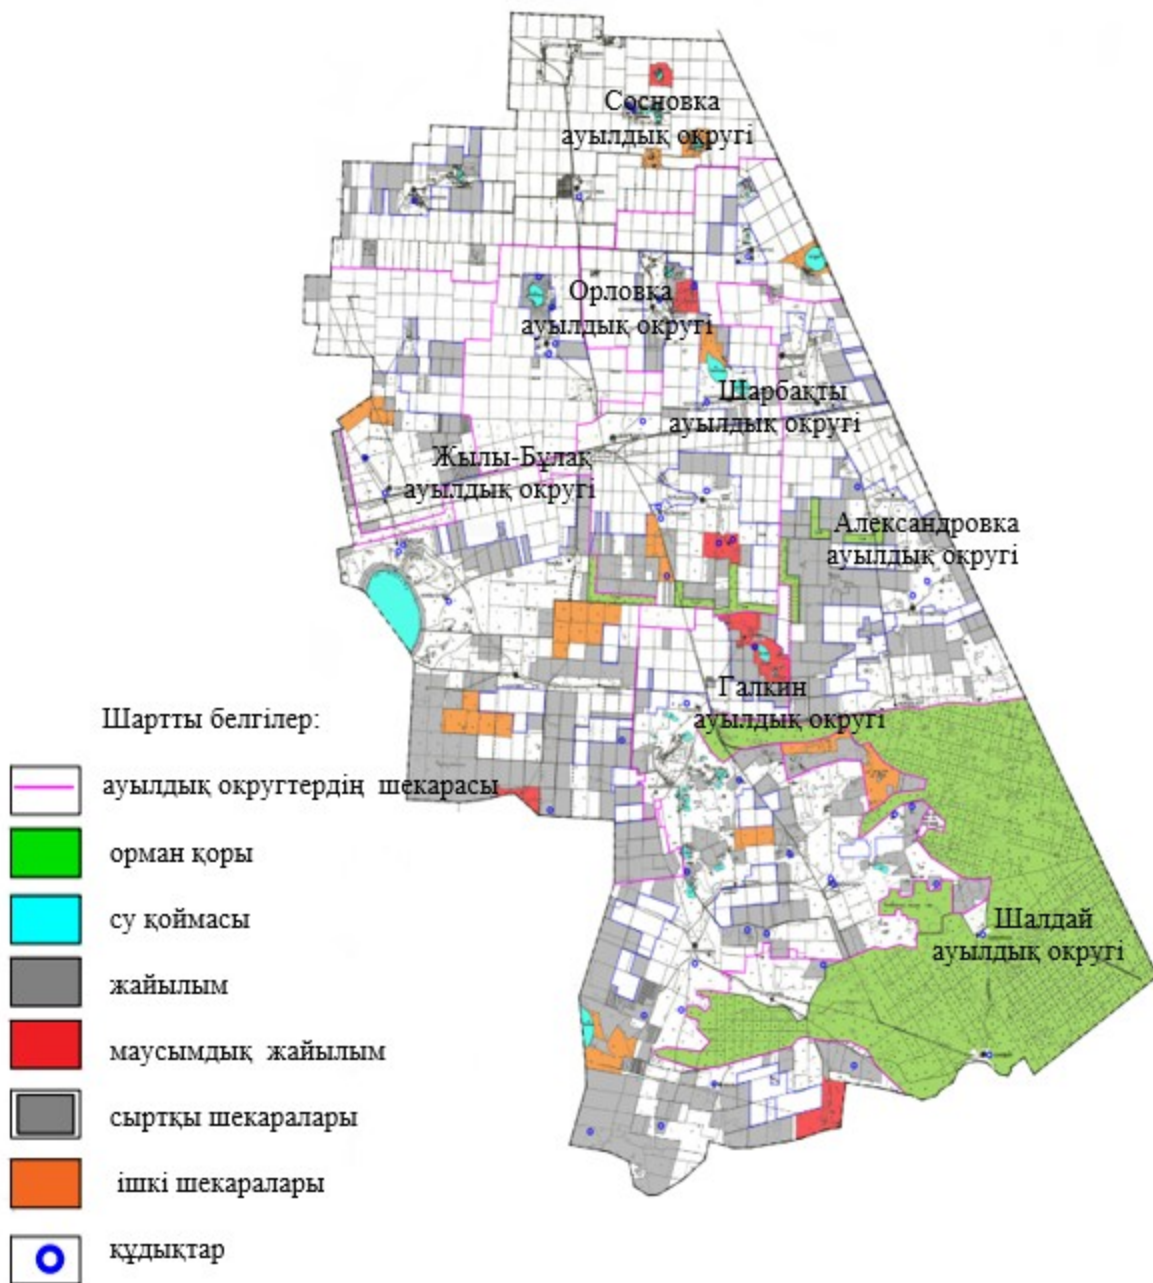 Сосновка
ауылдық округі
Орловка
ауылдық округі
Шарбақты
ауылдық округі
Жылы-Бұлақ
ауылдық округі
Александровка
ауылдық округі
Галкин
ауылдық округі
Шалдай
ауылдық округі
Шартты белгілер:
ауылдық округтердің шекарасы
орман қоры
су қоймасы
жайылым
маусымдық жайылым
сыртқы шекаралары
ішкі шекаралары
құдықтар